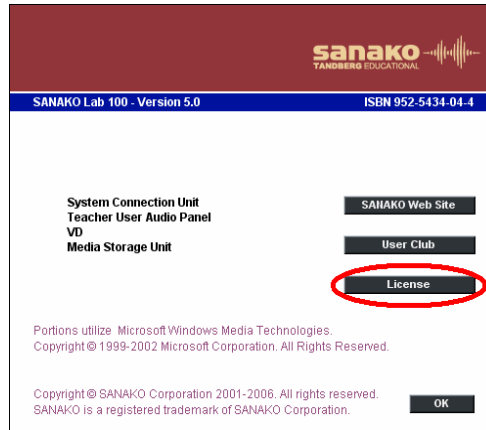 sanako
TANDBERG EDUCATIONAL
SANAKO Lab 100 - Version 5.0 ISBN 952-5434-04-4
System Connection Unit
Teacher User Audio Panel
VD
Media Storage Unit
SANAKO Web Site
User Club
License
Portions utilize Microsoft Windows Media Technologies.
Copyright © 1999-2002 Microsoft Corporation. All Rights Reserved.
Copyright © SANAKO Corporation 2001-2006. All rights reserved.
SANAKO is a registered trademark of SANAKO Corporation.
OK